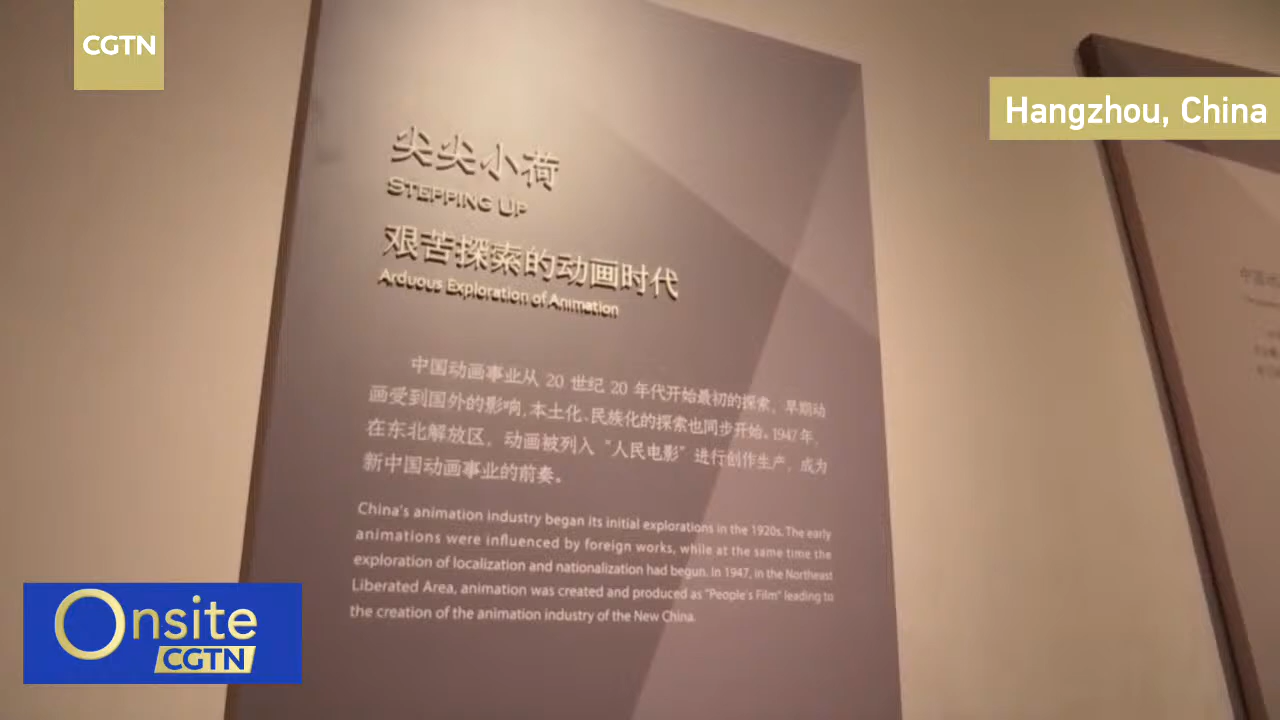 CGTN
Hangzhou, China
尖尖小荷
STEPPING UP
艰苦探索的动画时代
Arduous Exploration of Animation
中国动画事业从 20 世纪 20 年代开始最初的探索，早期动
画受到国外的影响，本土化、民族化的探索也同步开始。1947年，
在东北解放区，动画被列入“人民电影”进行创作生产，成为
新中国动画事业的前奏。
China's animation industry began its initial explorations in the 1920s. The early
animations were influenced by foreign works, while at the same time the
exploration of localization and nationalization had begun. In 1947, in the Northeast
Liberated Area, animation was created and produced as "People's Film" leading to
the creation of the animation industry of the New China.
Onsite
CGTN